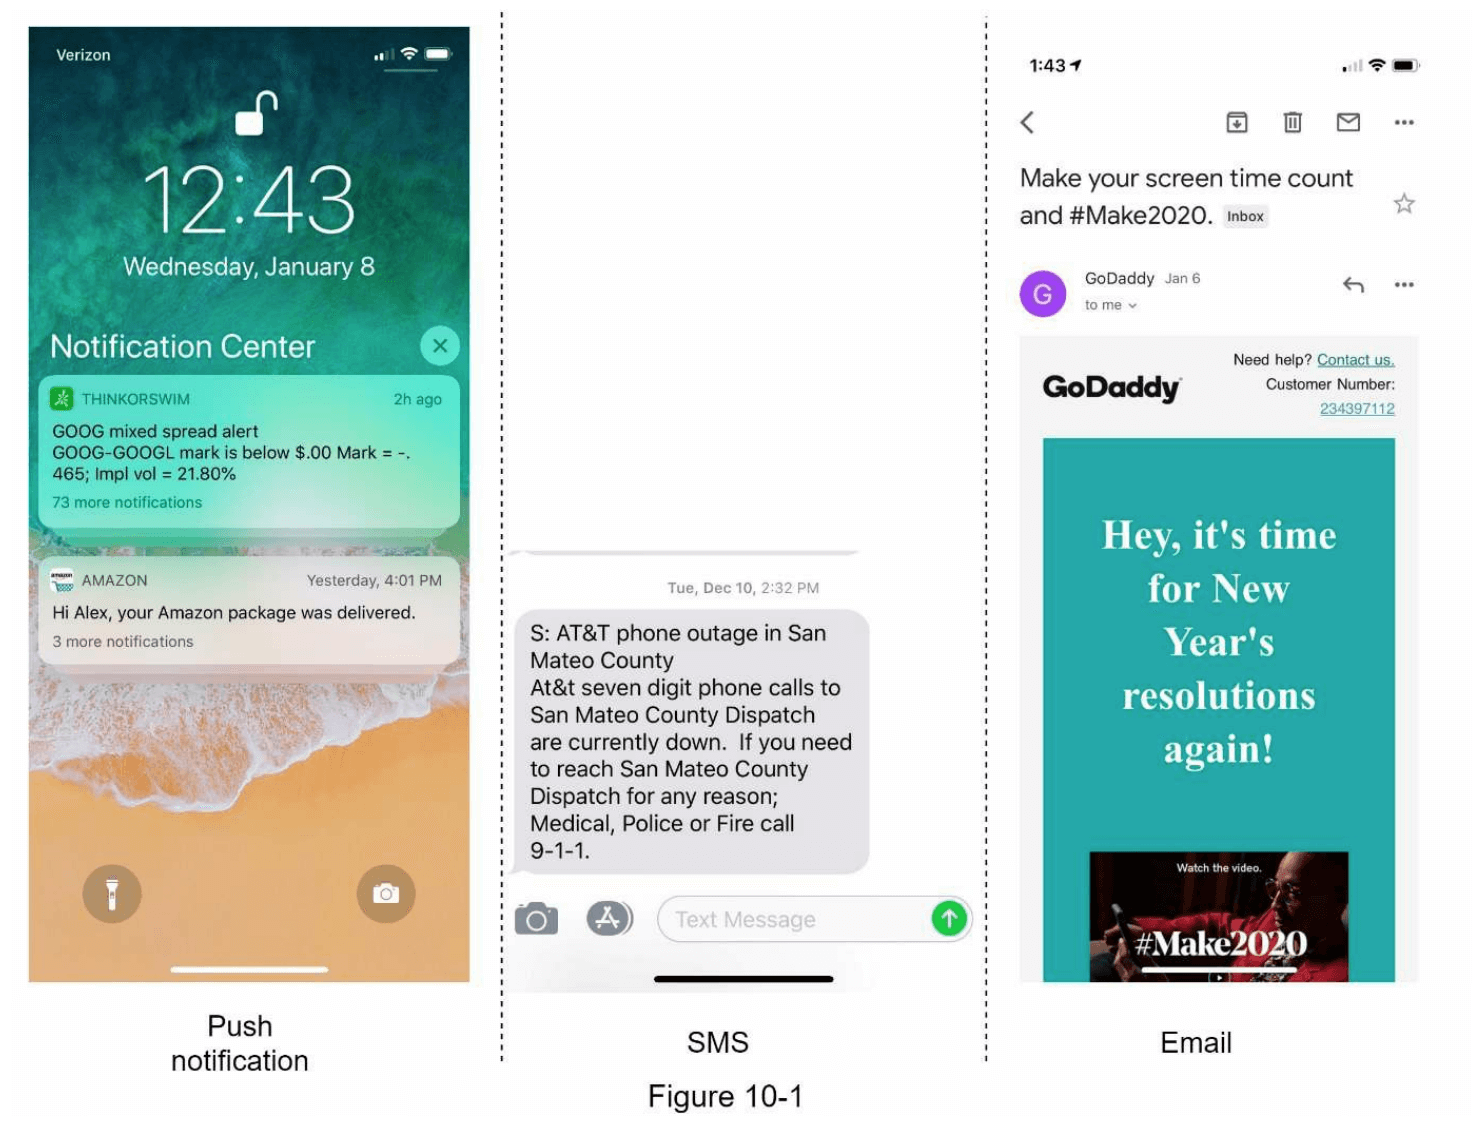 Verizon
12:43
Wednesday, January 8
Notification Center
THINKORSWIM 2h ago
GOOG mixed spread alert
GOOG-GOOGL mark is below $.00 Mark = -.
465; Impl vol = 21.80%
73 more notifications
amazon
AMAZON Yesterday, 4:01 PM
Hi Alex, your Amazon package was delivered.
3 more notifications
Push
notification
Tue, Dec 10, 2:32 PM
S: AT&T phone outage in San
Mateo County
At&t seven digit phone calls to
San Mateo County Dispatch
are currently down. If you need
to reach San Mateo County
Dispatch for any reason;
Medical, Police or Fire call
9-1-1.
Text Message
SMS
1:43
Make your screen time count
and #Make2020. Inbox
G
GoDaddy Jan 6
to me
Need help? Contact us.
GoDaddy
Customer Number:
234397112
Hey, it's time
for New
Year's
resolutions
again!
Watch the video.
#Make2020
Email
Figure 10-1